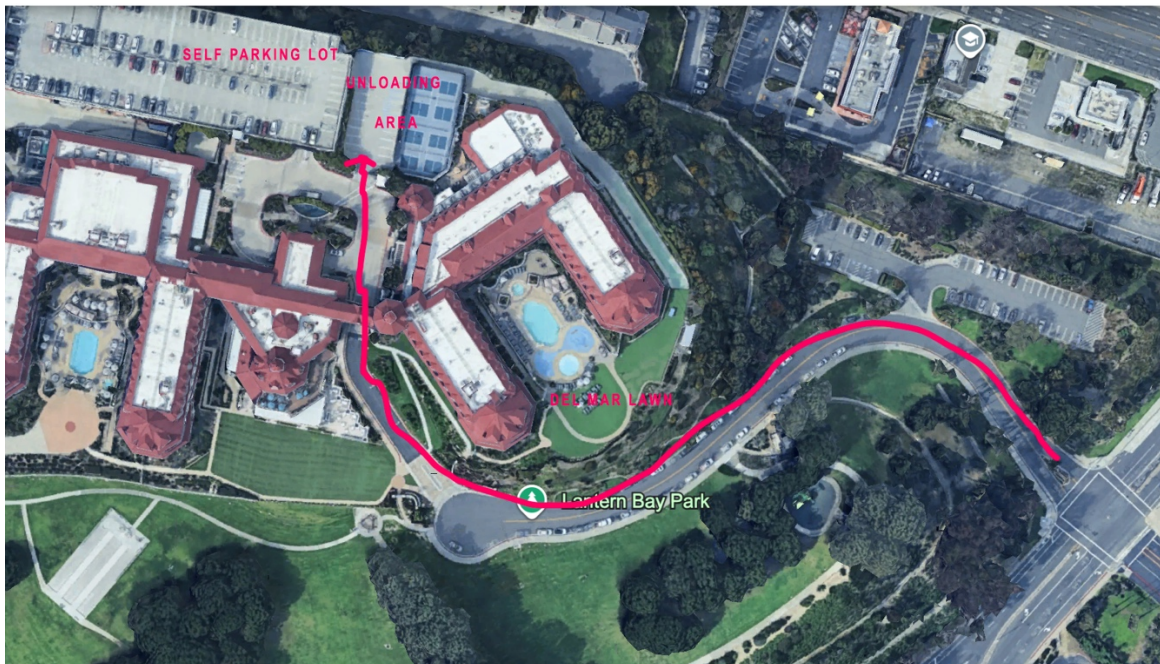 SELF PARKING LOT
UNLOADING
AREA
DEL MAR LAWN
Lantern Bay Park